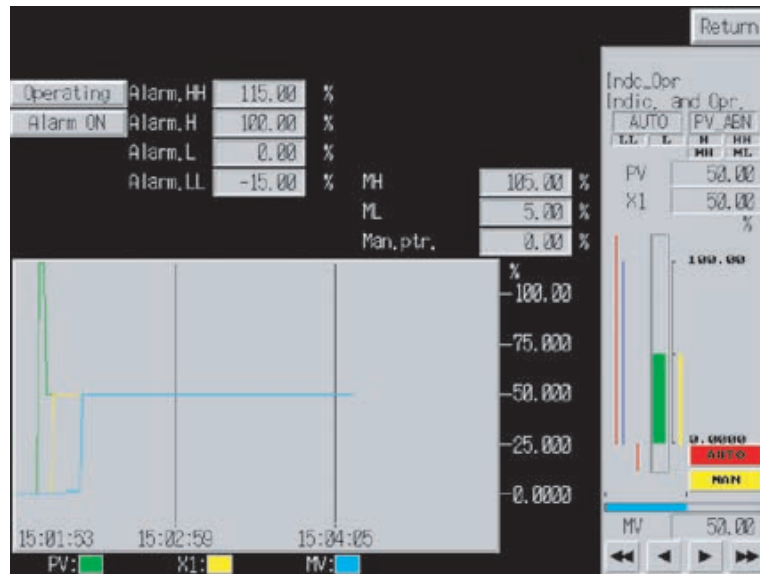 Return
Operating Alarm.HH 115.00 %
Alarm ON Alarm.H 100.00 %
Alarm.L 0.00 %
Alarm.LL -15.00 %
MH 105.00 %
ML 5.00 %
Man.ptr. 0.00 %
%
100.00
75.000
50.000
25.000
0.0000
15:01:53 15:02:59 15:04:05
PV: X1: MV:
Indc_Opr
Indic. and Opr.
AUTO PV ABN
LL L H HH
MH ML
PV 50.00
X1 50.00
%
100.00
0.0000
AUTO
MAN
MV 50.00